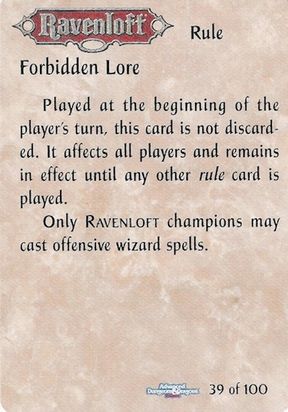 Ravenloft
Rule
Forbidden Lore
Played at the beginning of the
player's turn, this card is not discard-
ed. It affects all players and remains
in effect until any other rule card is
played.
Only RAVENLOFT champions may
cast offensive wizard spells.
Advanced
Dungeons & Dragons
39 of 100